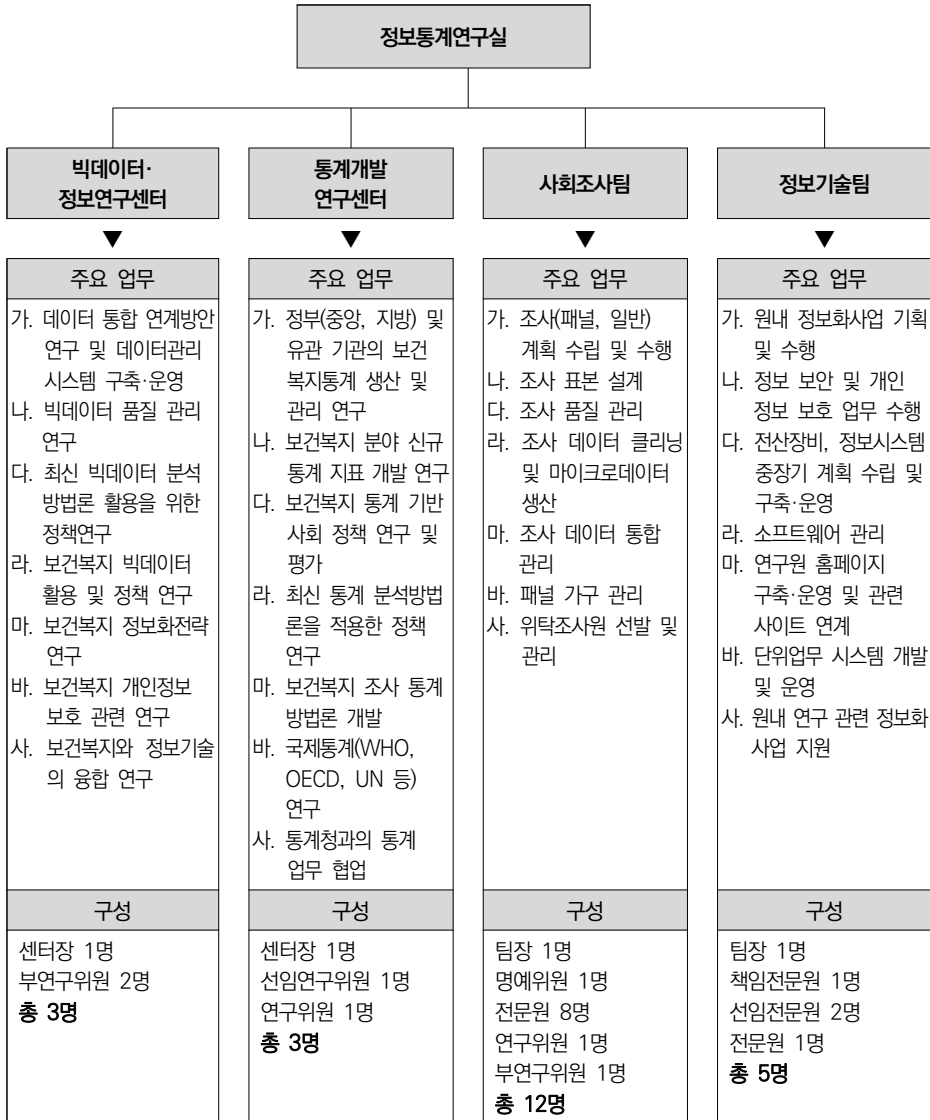 정보통계연구실
빅데이터·
정보연구센터
▼
주요 업무
가. 데이터 통합 연계방안
연구 및 데이터관리
시스템 구축·운영
나. 빅데이터 품질 관리
연구
다. 최신 빅데이터 분석
방법론 활용을 위한
정책연구
라. 보건복지 빅데이터
활용 및 정책 연구
마. 보건복지 정보화전략
연구
바. 보건복지 개인정보
보호 관련 연구
사. 보건복지와 정보기술
의 융합 연구
구성
센터장 1명
부연구위원 2명
총 3명
통계개발
연구센터
▼
주요 업무
가. 정부(중앙, 지방) 및
유관 기관의 보건
복지통계 생산 및
관리 연구
나. 보건복지 분야 신규
통계 지표 개발 연구
다. 보건복지 통계 기반
사회 정책 연구 및
평가
라. 최신 통계 분석방법
론을 적용한 정책
연구
마. 보건복지 조사 통계
방법론 개발
바. 국제통계(WHO,
OECD, UN 등)
연구
사. 통계청과의 통계
업무 협업
구성
센터장 1명
선임연구위원 1명
연구위원 1명
총 3명
사회조사팀
▼
주요 업무
가. 조사(패널, 일반)
계획 수립 및 수행
나. 조사 표본 설계
다. 조사 품질 관리
라. 조사 데이터 클리닝
및 마이크로데이터
생산
마. 조사 데이터 통합
관리
바. 패널 가구 관리
사. 위탁조사원 선발 및
관리
구성
팀장 1명
명예위원 1명
전문원 8명
연구위원 1명
부연구위원 1명
총 12명
정보기술팀
▼
주요 업무
가. 원내 정보화사업 기획
및 수행
나. 정보 보안 및 개인
정보 보호 업무 수행
다. 전산장비, 정보시스템
중장기 계획 수립 및
구축·운영
라. 소프트웨어 관리
마. 연구원 홈페이지
구축·운영 및 관련
사이트 연계
바. 단위업무 시스템 개발
및 운영
사. 원내 연구 관련 정보화
사업 지원
구성
팀장 1명
책임전문원 1명
선임전문원 2명
전문원 1명
총 5명